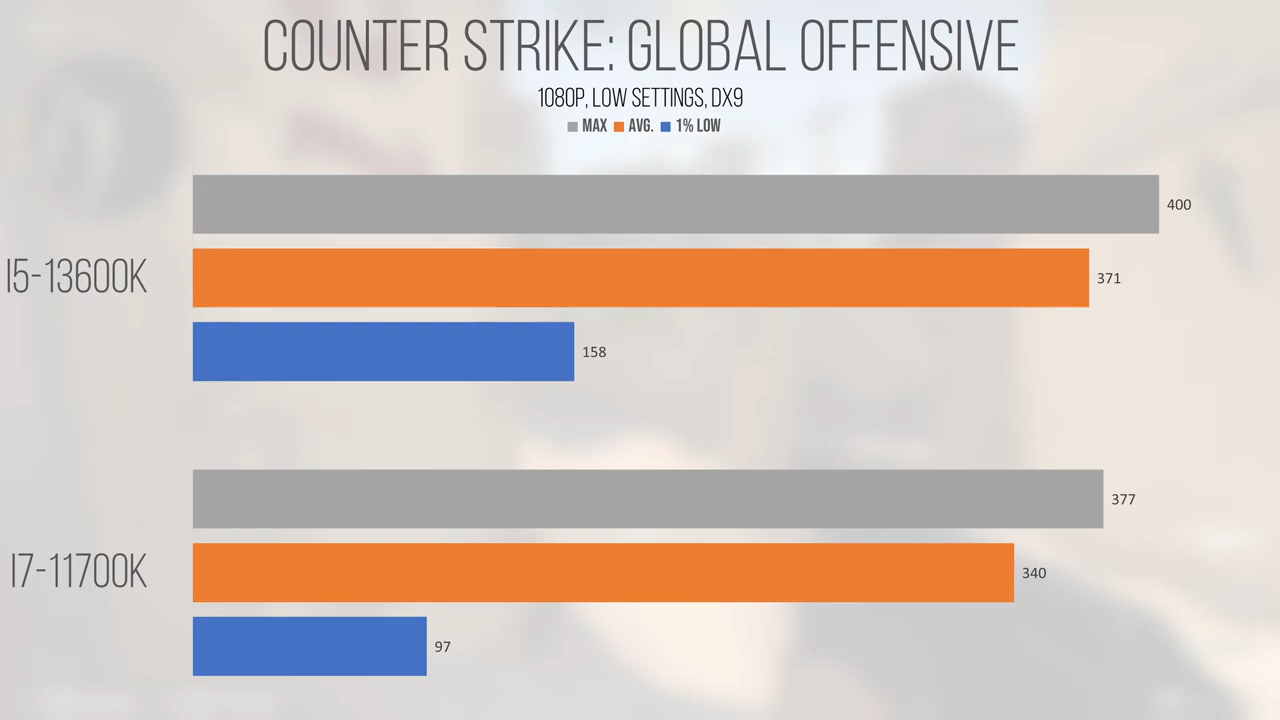 COUNTER STRIKE: GLOBAL OFFENSIVE
1080P, LOW SETTINGS, DX9
MAX AVG. 1% LOW
400
I5-13600K
371
158
377
I7-11700K
340
97